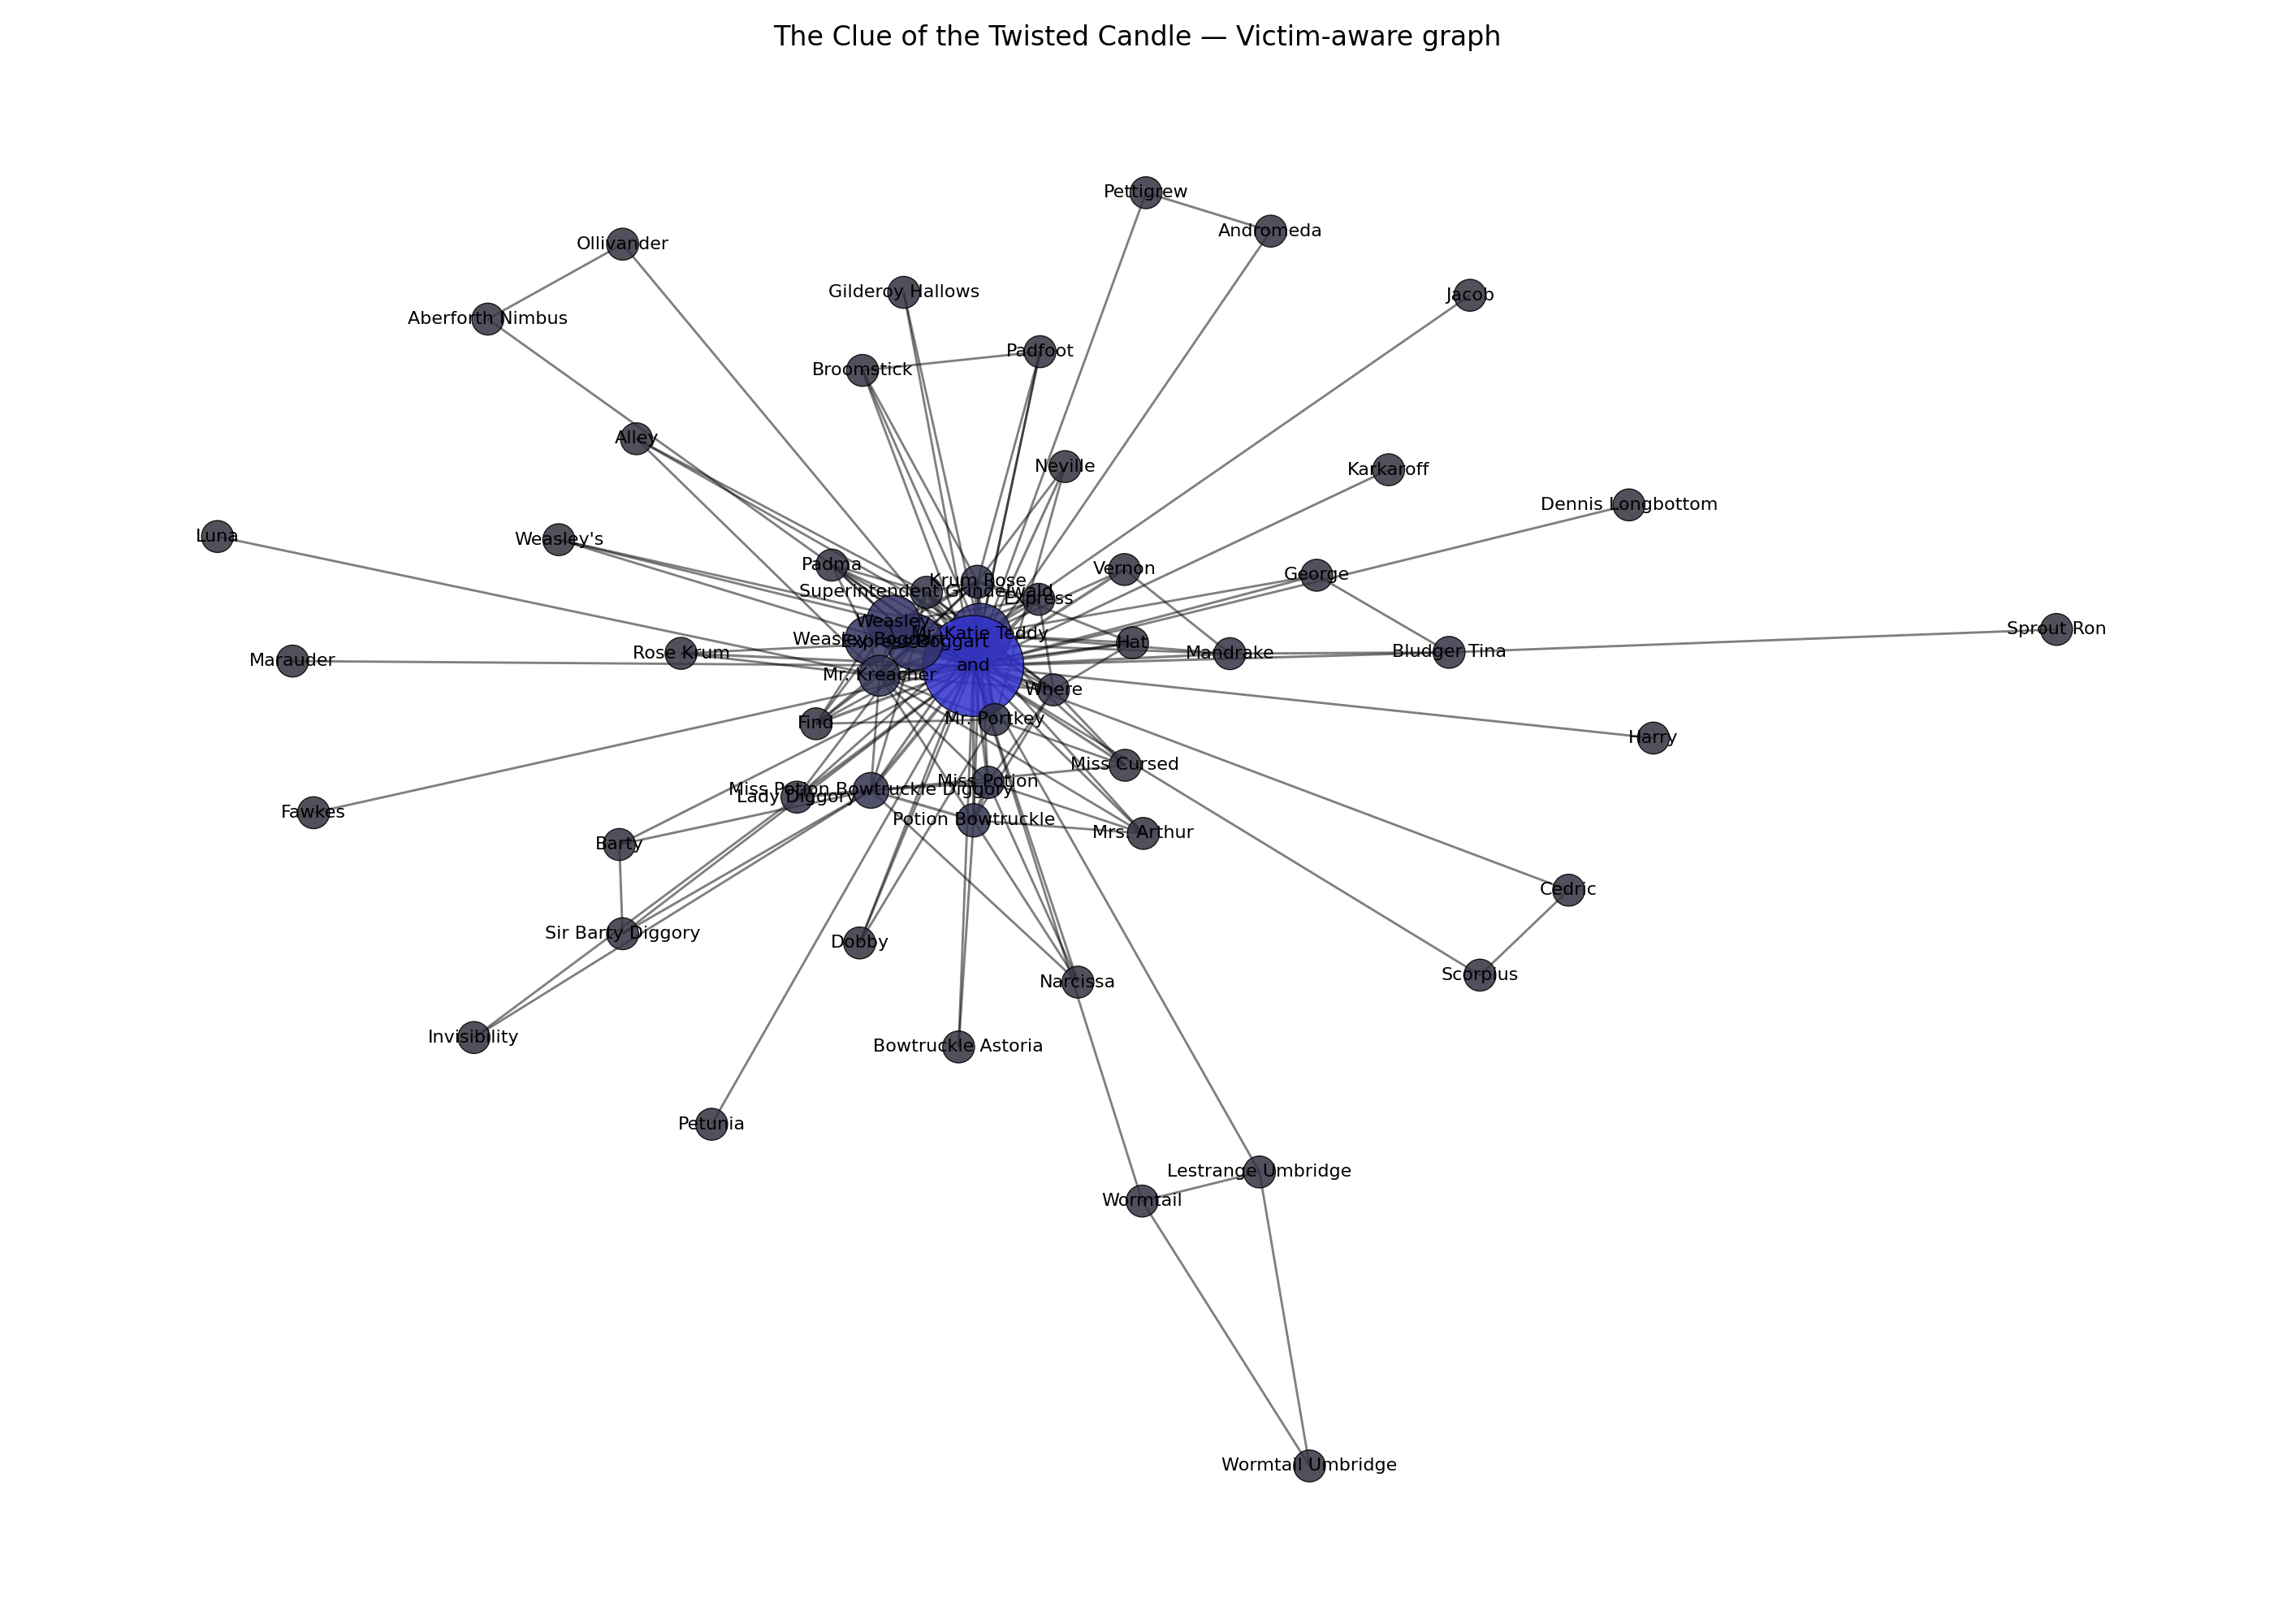 The Clue of the Twisted Candle — Victim-aware graph
Pettigrew
Andromeda
Ollivander
Gilderoy Hallows
Jacob
Aberforth Nimbus
Padfoot
Broomstick
Alley
Neville
Karkaroff
Dennis Longbottom
Luna
Weasley's
Padma
Vernon
George
Krum Rose
Superintendent Grindelwald
Express
Weasley
Sprout Ron
Mr. Katie Teddy
Weasley Boggart
Express Boggart
Hat
Rose Krum
Mandrake
Bludger Tina
Marauder
and
Mr. Kreacher
Where
Find
Mr. Portkey
Harry
Miss Cursed
Miss Potion
Miss Potion Bowtruckle Diggory
Lady Diggory
Fawkes
Potion Bowtruckle
Mrs. Arthur
Barty
Cedric
Sir Barty Diggory
Dobby
Scorpius
Narcissa
Invisibility
Bowtruckle Astoria
Petunia
Lestrange Umbridge
Wormtail
Wormtail Umbridge